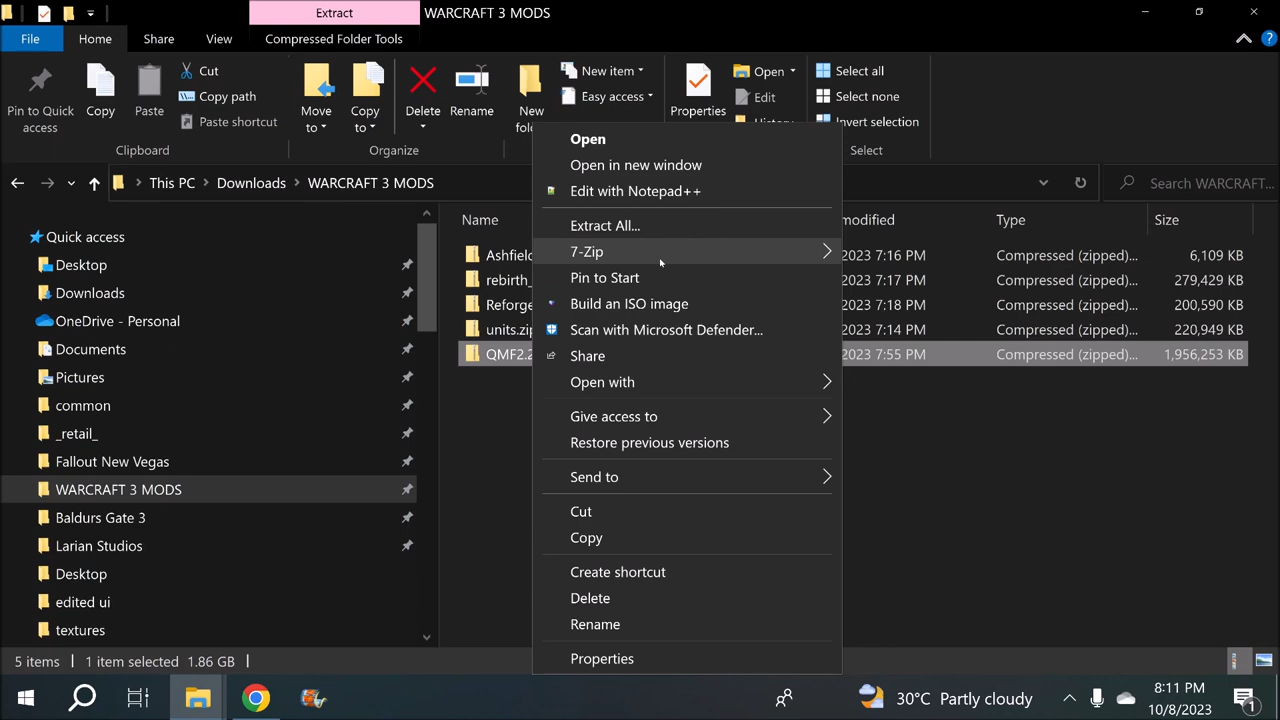 Extract
WARCRAFT 3 MODS
File
Home
Share
View
Compressed Folder Tools
Pin to Quick access
Copy
Paste
Cut
Copy path
Paste shortcut
Clipboard
Move to
Copy to
Delete
Rename
Organize
New
New item
Easy access
Properties
Open
Edit
History
Select all
Select none
Invert selection
Select
This PC
Downloads
WARCRAFT 3 MODS
Search WARCRAFT...
Quick access
Desktop
Downloads
OneDrive - Personal
Documents
Pictures
common
_retail_
Fallout New Vegas
WARCRAFT 3 MODS
Baldurs Gate 3
Larian Studios
Desktop
edited ui
textures
Name
modified
Type
Size
Ashfield
2023 7:16 PM
Compressed (zipped)...
6,109 KB
rebirth_
2023 7:17 PM
Compressed (zipped)...
279,429 KB
Reforge
2023 7:18 PM
Compressed (zipped)...
200,590 KB
units.zip
2023 7:14 PM
Compressed (zipped)...
220,949 KB
QMF2.2
2023 7:55 PM
Compressed (zipped)...
1,956,253 KB
Open
Open in new window
Edit with Notepad++
Extract All...
7-Zip
Pin to Start
Build an ISO image
Scan with Microsoft Defender...
Share
Open with
Give access to
Restore previous versions
Send to
Cut
Copy
Create shortcut
Delete
Rename
Properties
5 items
1 item selected 1.86 GB
30°C Partly cloudy
8:11 PM
10/8/2023
1